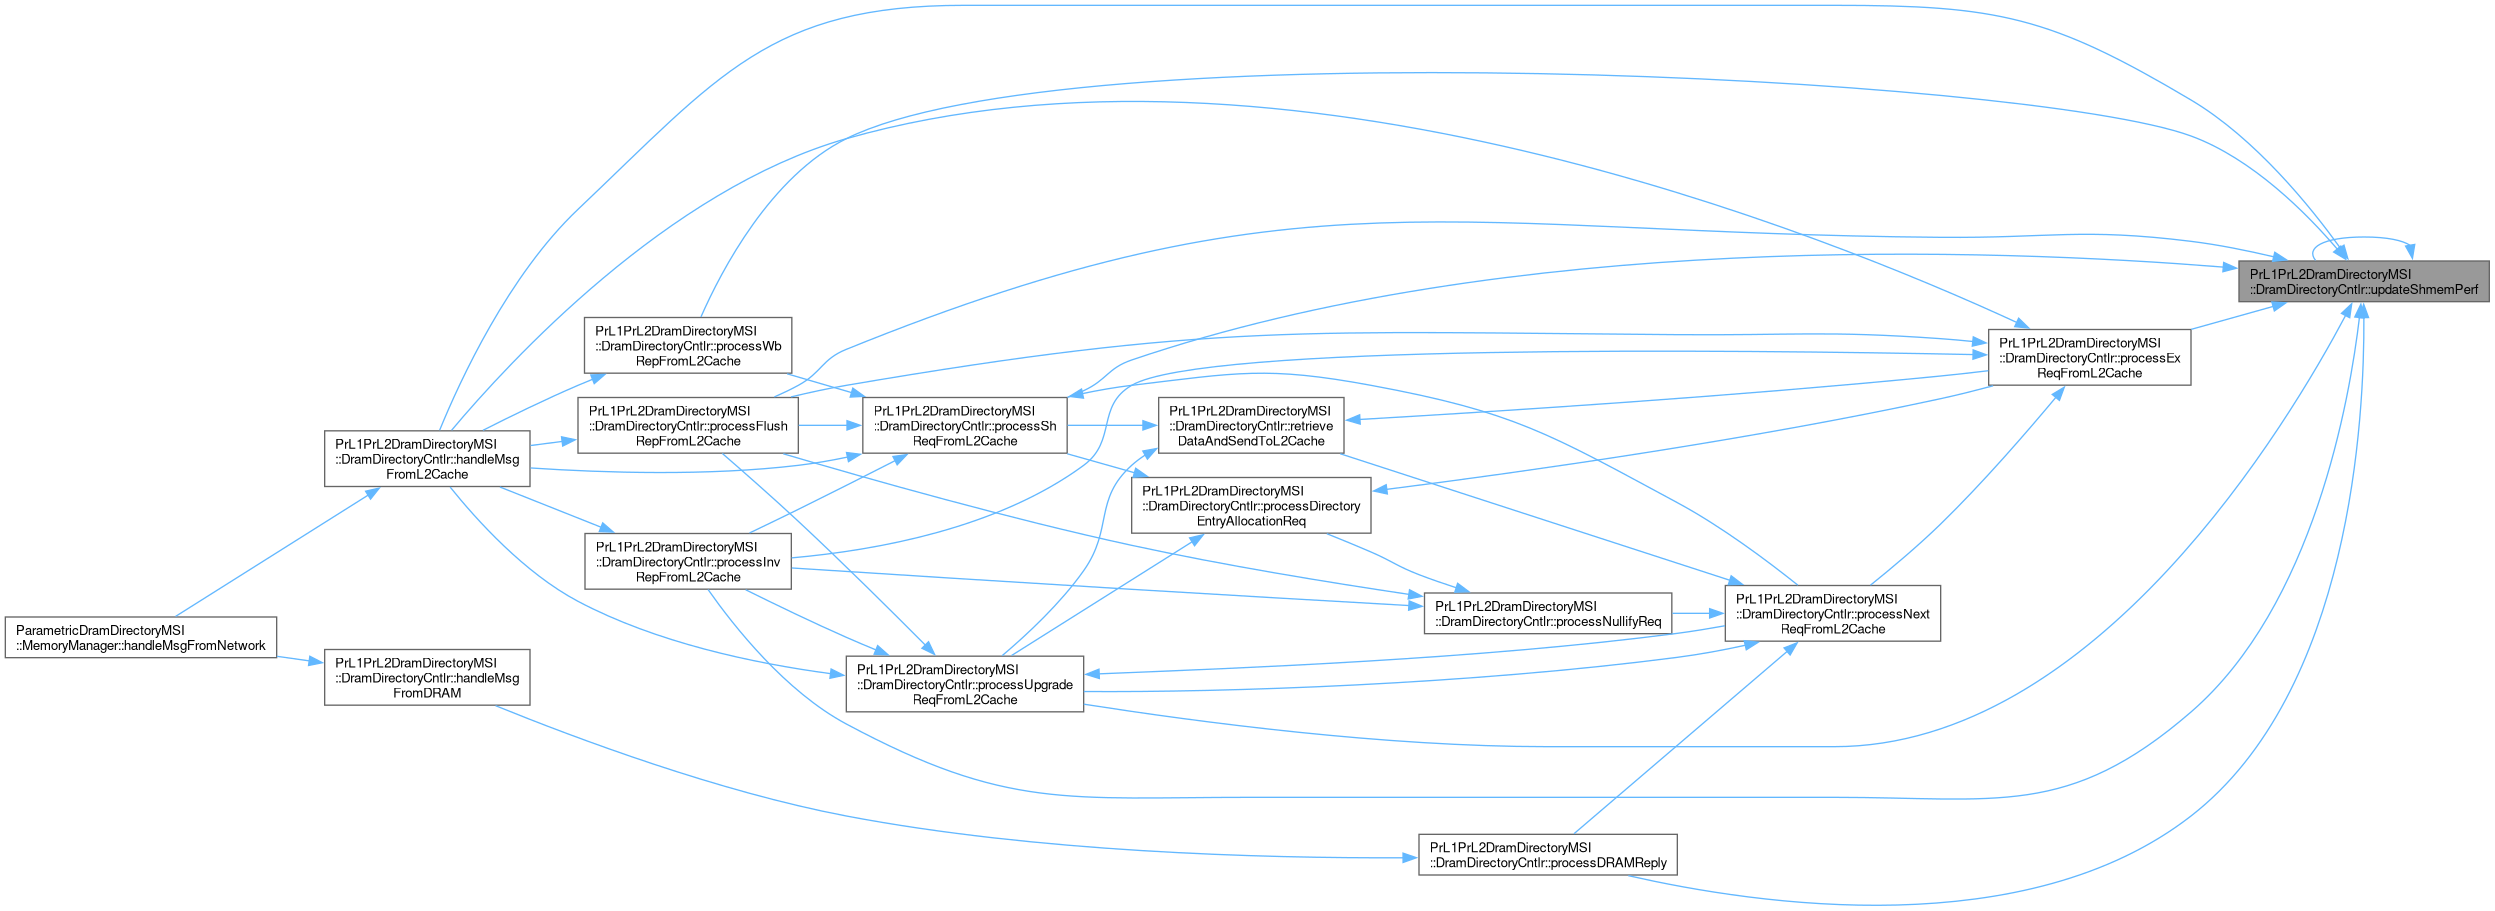 PrL1PrL2DramDirectoryMSI
::DramDirectoryCntlr::updateShmemPerf
PrL1PrL2DramDirectoryMSI
::DramDirectoryCntlr::processWb
RepFromL2Cache
PrL1PrL2DramDirectoryMSI
::DramDirectoryCntlr::processEx
ReqFromL2Cache
PrL1PrL2DramDirectoryMSI
::DramDirectoryCntlr::processFlush
RepFromL2Cache
PrL1PrL2DramDirectoryMSI
::DramDirectoryCntlr::processSh
ReqFromL2Cache
PrL1PrL2DramDirectoryMSI
::DramDirectoryCntlr::retrieve
DataAndSendToL2Cache
PrL1PrL2DramDirectoryMSI
::DramDirectoryCntlr::handleMsg
FromL2Cache
PrL1PrL2DramDirectoryMSI
::DramDirectoryCntlr::processDirectory
EntryAllocationReq
PrL1PrL2DramDirectoryMSI
::DramDirectoryCntlr::processInv
RepFromL2Cache
PrL1PrL2DramDirectoryMSI
::DramDirectoryCntlr::processNullifyReq
PrL1PrL2DramDirectoryMSI
::DramDirectoryCntlr::processNext
ReqFromL2Cache
ParametricDramDirectoryMSI
::MemoryManager::handleMsgFromNetwork
PrL1PrL2DramDirectoryMSI
::DramDirectoryCntlr::handleMsg
FromDRAM
PrL1PrL2DramDirectoryMSI
::DramDirectoryCntlr::processUpgrade
ReqFromL2Cache
PrL1PrL2DramDirectoryMSI
::DramDirectoryCntlr::processDRAMReply